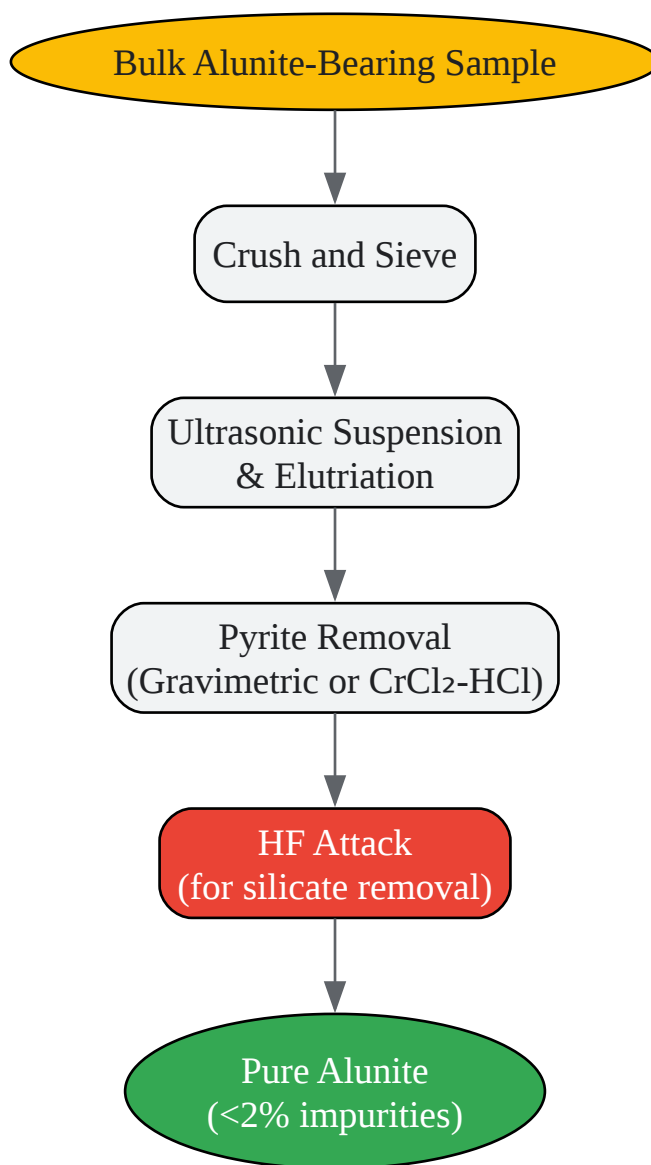 Bulk Alunite-Bearing Sample
Crush and Sieve
Ultrasonic Suspension
& Elutriation
Pyrite Removal
(Gravimetric or CrCl₂-HCl)
HF Attack
(for silicate removal)
Pure Alunite
(<2% impurities)